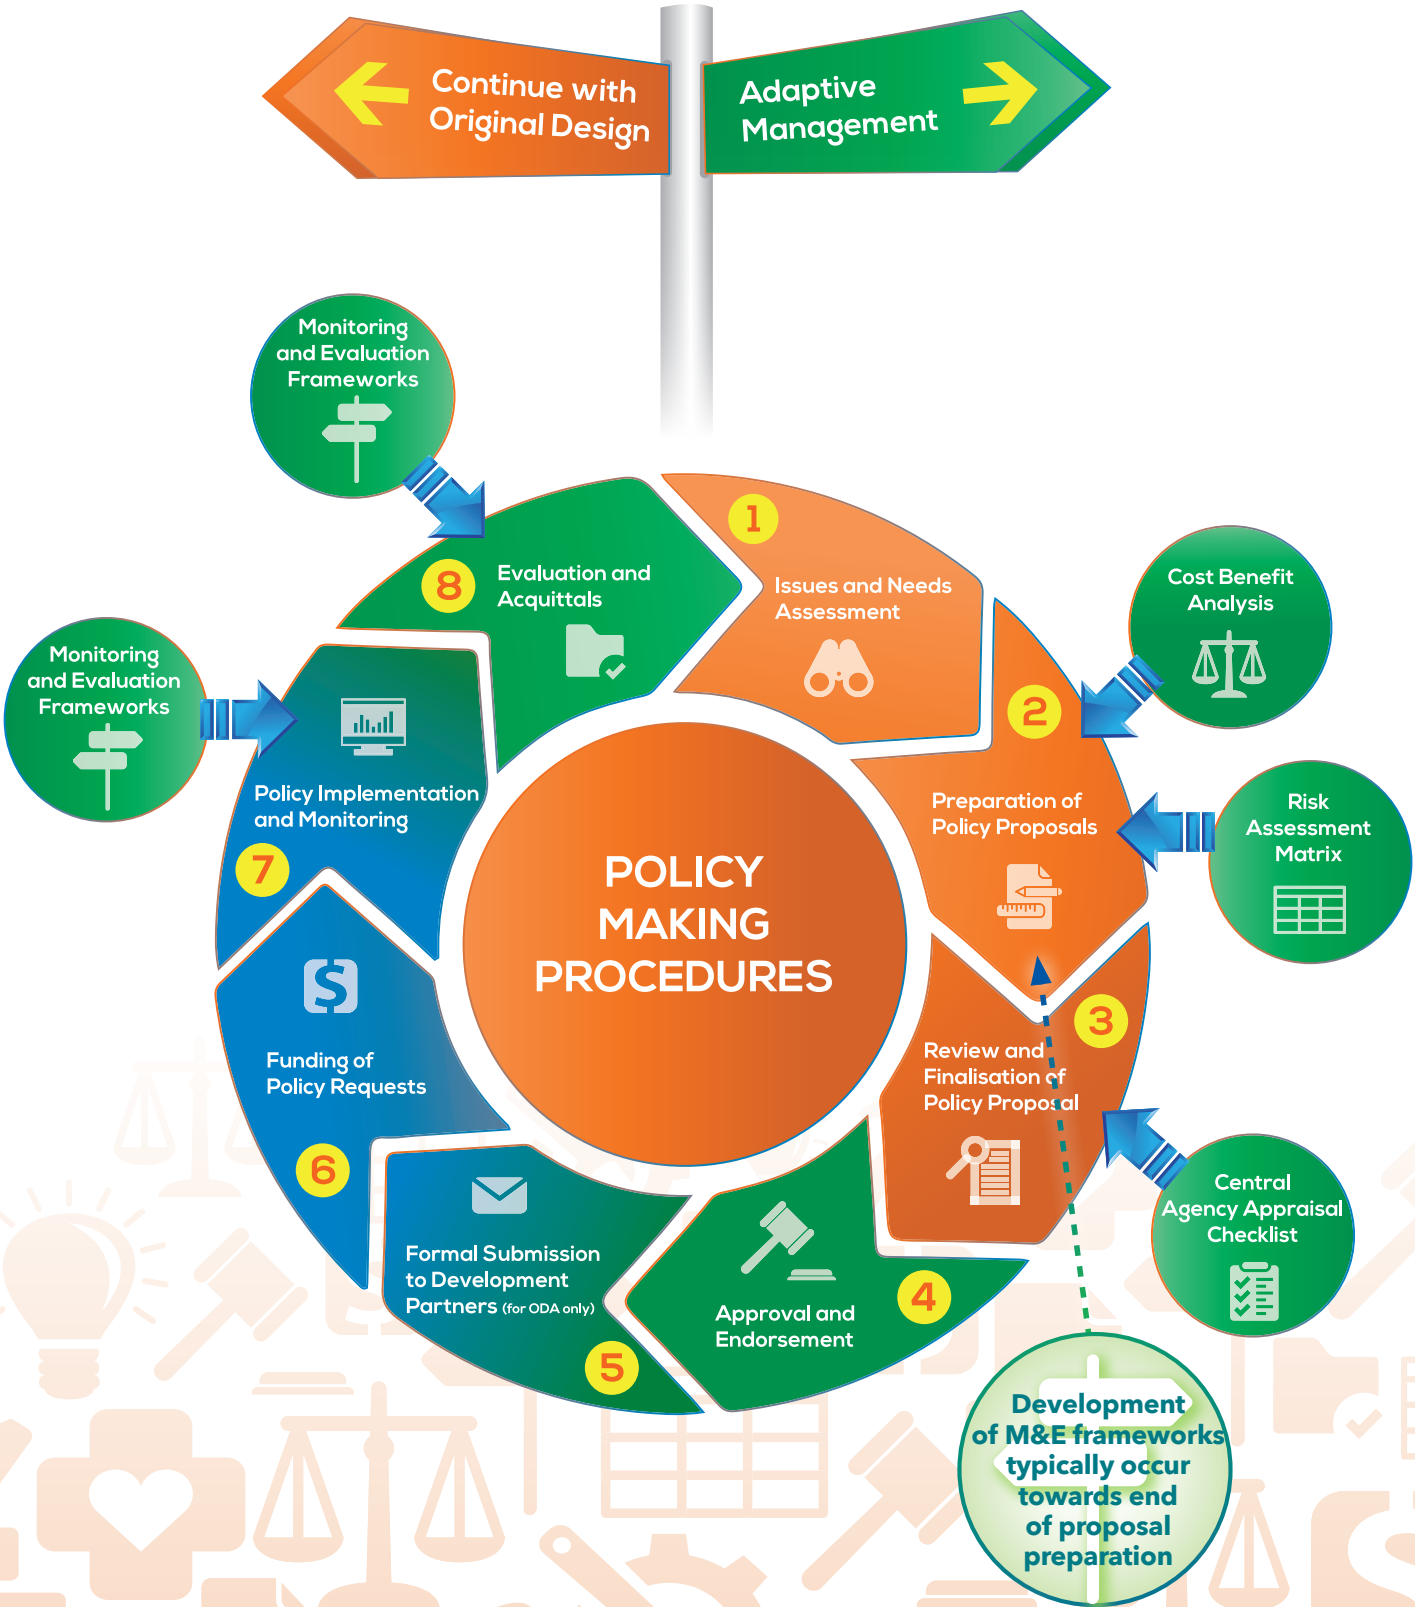 Continue with
Original Design
Adaptive
Management
Monitoring
and Evaluation
Frameworks
1
Issues and Needs
Assessment
8
Evaluation and
Acquittals
Cost Benefit
Analysis
Monitoring
and Evaluation
Frameworks
2
Preparation of
Policy Proposals
Risk
Assessment
Matrix
Policy Implementation
and Monitoring
7
POLICY
MAKING
PROCEDURES
3
Review and
Finalisation of
Policy Proposal
S
Funding of
Policy Requests
6
Central
Agency Appraisal
Checklist
Formal Submission
to Development
Partners (for ODA only)
5
4
Approval and
Endorsement
Development
of M&E frameworks
typically occur
towards end
of proposal
preparation